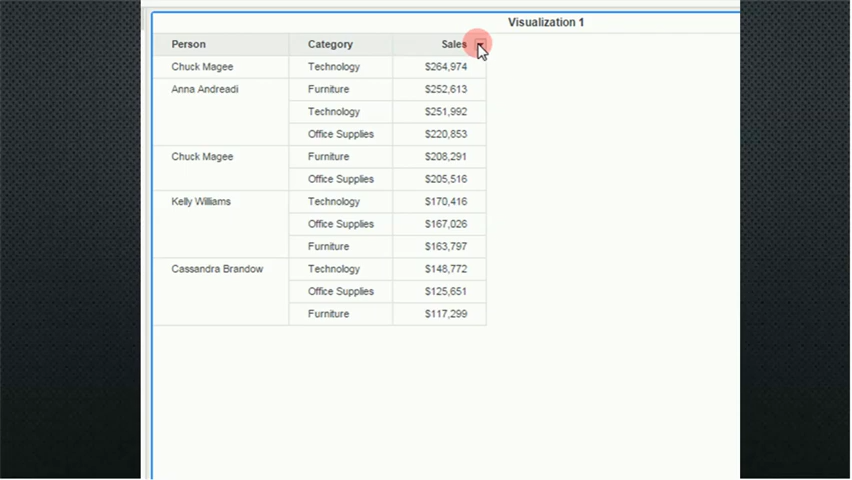 Visualization 1
Person Category Sales
Chuck Magee Technology $264,974
Anna Andreadi Furniture $252,613
Technology $251,992
Office Supplies $220,853
Chuck Magee Furniture $208,291
Office Supplies $205,516
Kelly Williams Technology $170,416
Office Supplies $167,026
Furniture $163,797
Cassandra Brandow Technology $148,772
Office Supplies $125,651
Furniture $117,299